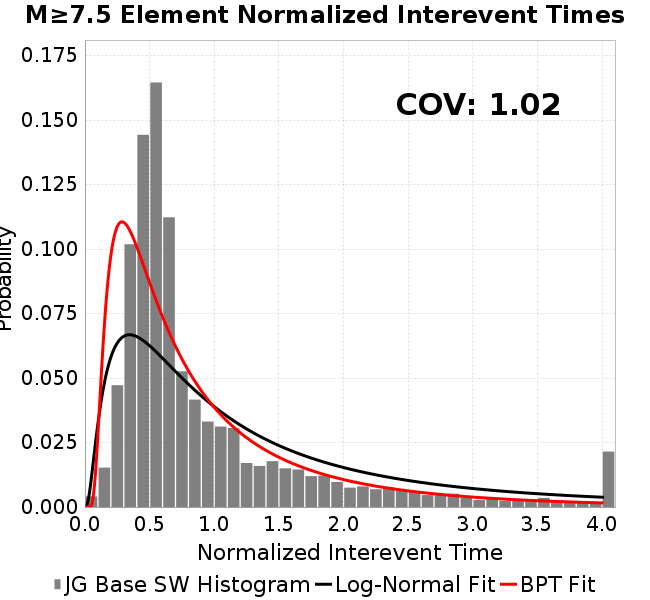 M≥7.5 Element Normalized Interevent Times
COV: 1.02
Probability
0.175
0.150
0.125
0.100
0.075
0.050
0.025
0.000
0.0 0.5 1.0 1.5 2.0 2.5 3.0 3.5 4.0
Normalized Interevent Time
JG Base SW Histogram Log-Normal Fit BPT Fit